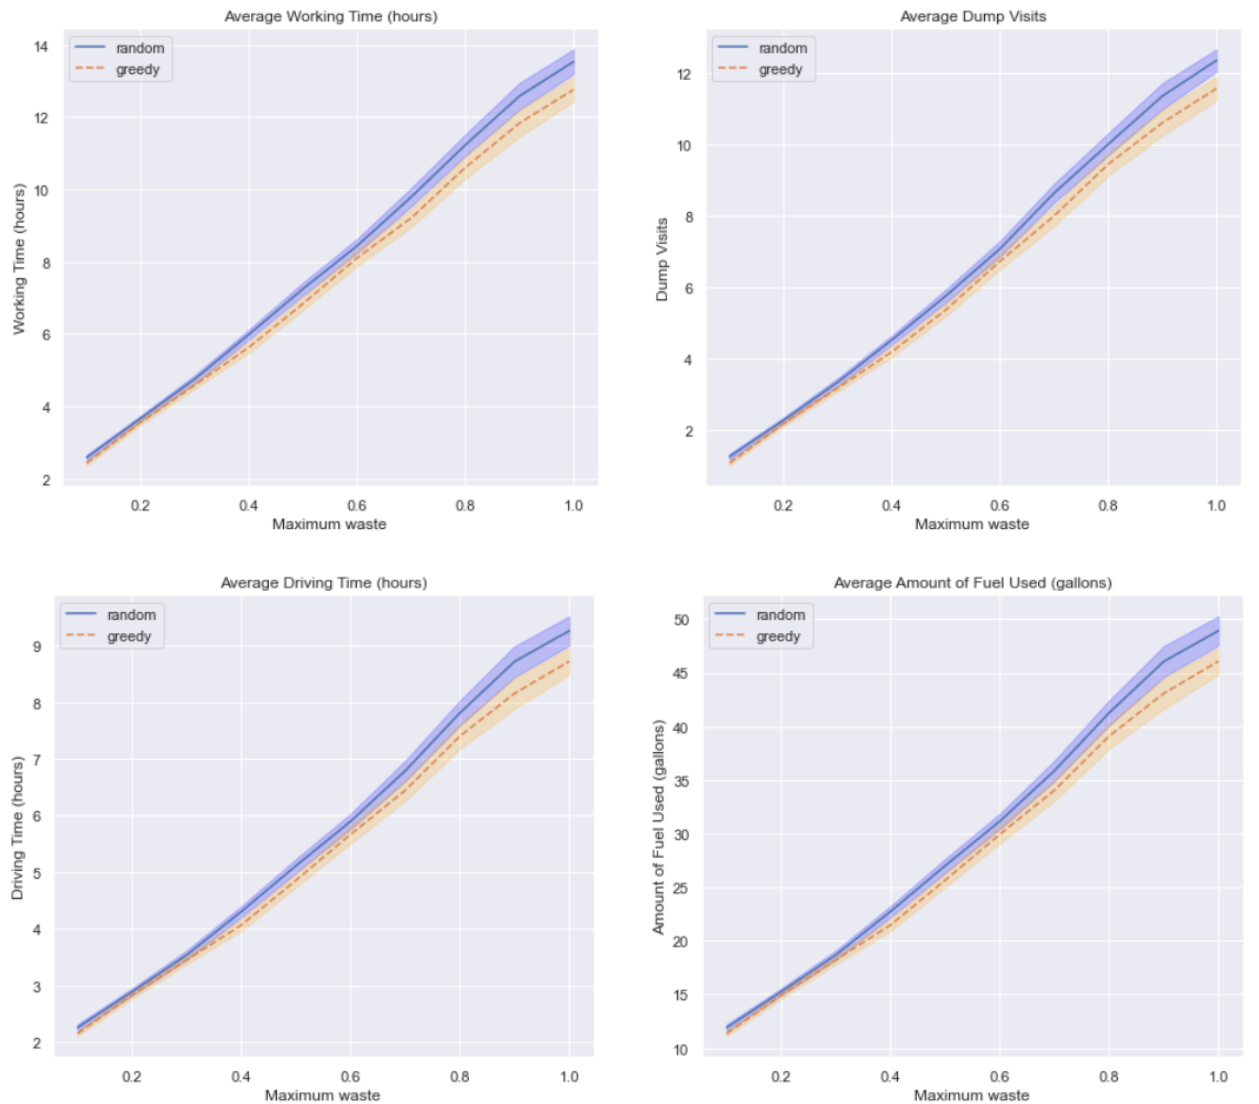 Average Working Time (hours)
random
greedy
14
12
10
8
6
4
2
Working Time (hours)
0.2 0.4 0.6 0.8 1.0
Maximum waste
Average Dump Visits
random
greedy
12
10
8
6
4
2
Dump Visits
0.2 0.4 0.6 0.8 1.0
Maximum waste
Average Driving Time (hours)
random
greedy
9
8
7
6
5
4
3
2
Driving Time (hours)
0.2 0.4 0.6 0.8 1.0
Maximum waste
Average Amount of Fuel Used (gallons)
random
greedy
50
45
40
35
30
25
20
15
10
Amount of Fuel Used (gallons)
0.2 0.4 0.6 0.8 1.0
Maximum waste